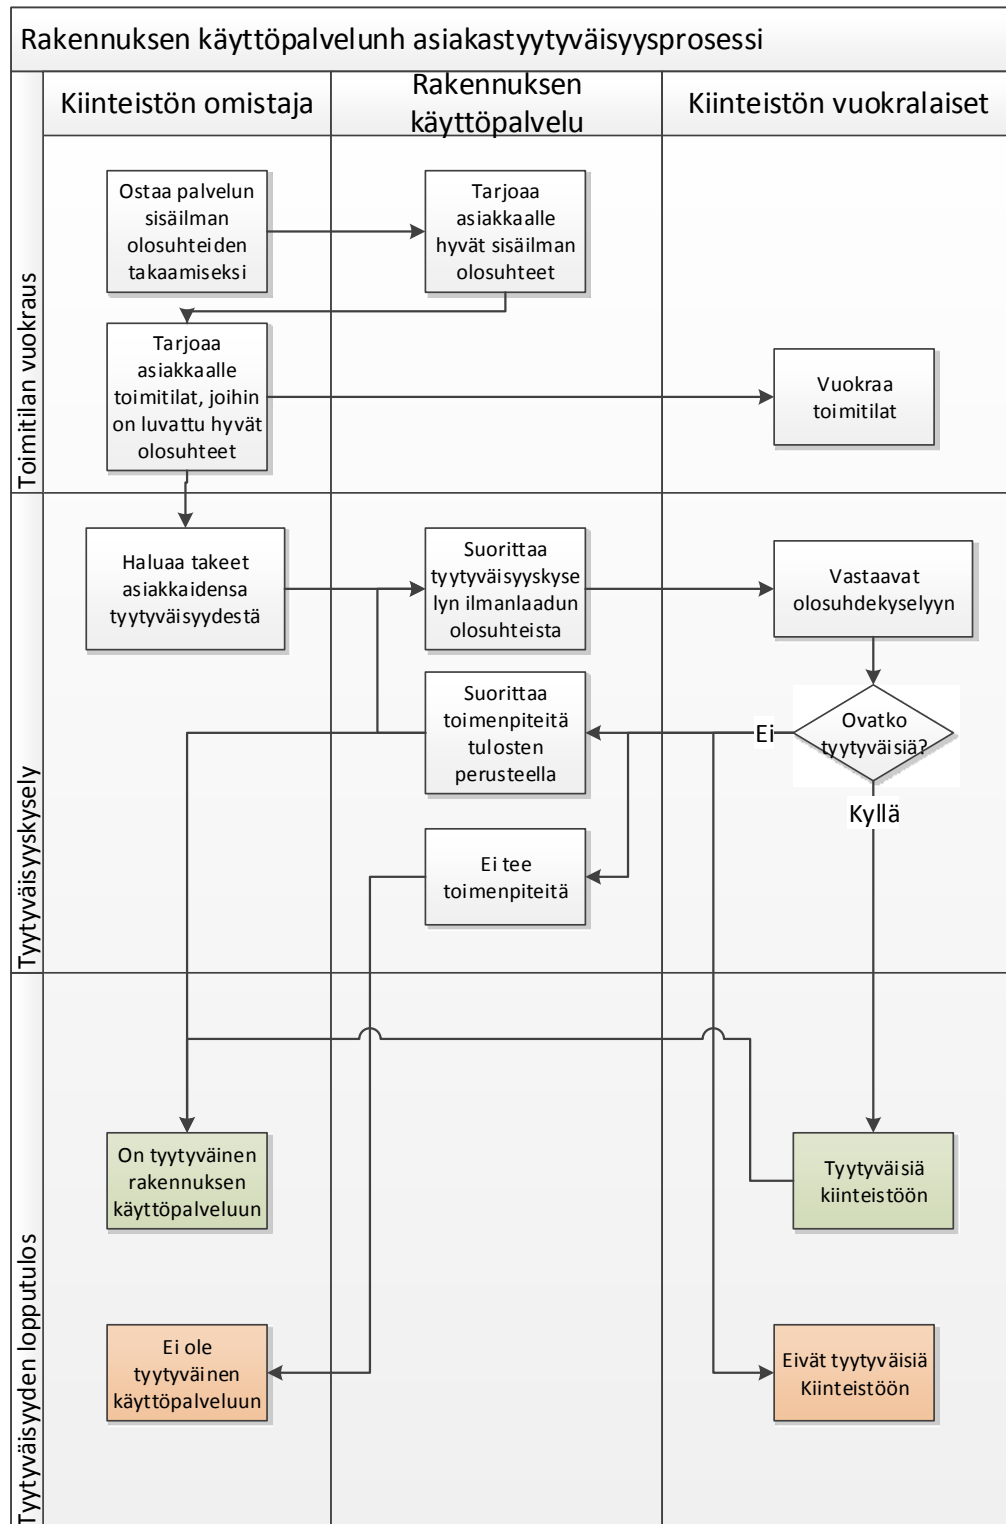 Rakennuksen käyttöpalvelunh asiakastyytyväisyysprosessi
Kiinteistön omistaja
Rakennuksen
käyttöpalvelu
Kiinteistön vuokralaiset
Toimitilan vuokraus
Ostaa palvelun
sisäilman
olosuhteiden
takaamiseksi
Tarjoaa
asiakkaalle
hyvät sisäilman
olosuhteet
Tarjoaa
asiakkaalle
toimitilat, joihin
on luvattu hyvät
olosuhteet
Vuokraa
toimitilat
Tyytyväisyyskysely
Haluaa takeet
asiakkaidensa
tyytyväisyydestä
Suorittaa
tyytyväisyyskyse
lyn ilmanlaadun
olosuhteista
Vastaavat
olosuhdekyselyyn
Suorittaa
toimenpiteitä
tulosten
perusteella
Ei
Ovatko
tyytyväisiä?
Kyllä
Ei tee
toimenpiteitä
Tyytyväisyyden lopputulos
On tyytyväinen
rakennuksen
käyttöpalveluun
Tyytyväisiä
kiinteistöön
Ei ole
tyytyväinen
käyttöpalveluun
Eivät tyytyväisiä
Kiinteistöön